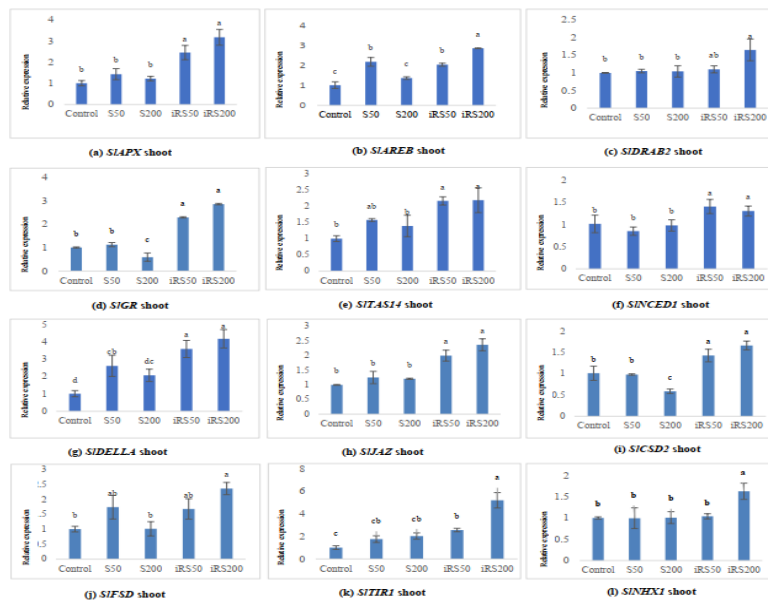 Relative expression
4
3
2
1
0
b
b
b
a
a
Control S50 S200 iRS50 iRS200
(a) SlAPX shoot
Relative expression
4
3
2
1
0
c
b
c
b
a
Control S50 S200 iRS50 iRS200
(b) SlAREB shoot
Relative expression
2.5
2
1.5
1
0.5
0
b
b
b
ab
a
Control S50 S200 iRS50 iRS200
(c) SlDRAB2 shoot
Relative expression
4
3
2
1
0
b
b
c
a
a
Control S50 S200 iRS50 iRS200
(d) SlGR shoot
Relative expression
3
2.5
2
1.5
1
0.5
0
b
ab
b
a
a
Control S50 S200 iRS50 iRS200
(e) SlTAS14 shoot
Relative expression
2
1.5
1
0.5
0
b
b
b
a
a
Control S50 S200 iRS50 iRS200
(f) SlNCED1 shoot
Relative expression
5
4
3
2
1
0
d
cb
dc
a
a
Control S50 S200 iRS50 iRS200
(g) SlDELLA shoot
Relative expression
3
2.5
2
1.5
1
0.5
0
b
b
b
a
a
Control S50 S200 iRS50 iRS200
(h) SlJAZ shoot
Relative expression
2
1.5
1
0.5
0
b
b
c
a
a
Control S50 S200 iRS50 iRS200
(i) SlCSD2 shoot
Relative expression
3
2.5
2
1.5
1
0.5
0
b
ab
b
ab
a
Control S50 S200 iRS50 iRS200
(j) SlFSD shoot
Relative expression
8
6
4
2
0
c
cb
cb
b
a
Control S50 S200 iRS50 iRS200
(k) SlTIR1 shoot
Relative expression
2
1.5
1
0.5
0
b
b
b
b
a
Control S50 S200 iRS50 iRS200
(l) SlNHX1 shoot